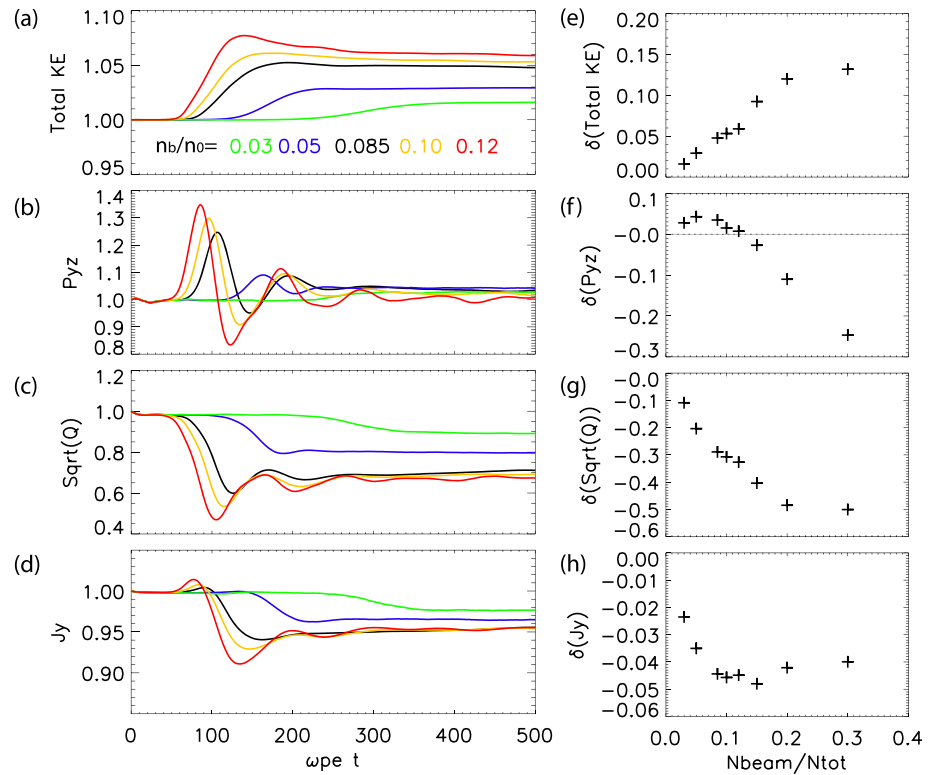 (a)
1.10
1.05
1.00
0.95
Total KE
nb/n0= 0.03 0.05 0.085 0.10 0.12
(b)
1.4
1.3
1.2
1.1
1.0
0.9
0.8
Pyz
(c)
1.2
1.0
0.8
0.6
0.4
Sqrt(Q)
(d)
1.00
0.95
0.90
Jy
0 100 200 300 400 500
ωpe t
(e)
0.20
0.15
0.10
0.05
0.00
δ(Total KE)
(f)
0.1
-0.0
-0.1
-0.2
-0.3
δ(Pyz)
(g)
-0.0
-0.1
-0.2
-0.3
-0.4
-0.5
-0.6
δ(Sqrt(Q))
(h)
0.00
-0.01
-0.02
-0.03
-0.04
-0.05
-0.06
δ(Jy)
0.0 0.1 0.2 0.3 0.4
Nbeam/Ntot